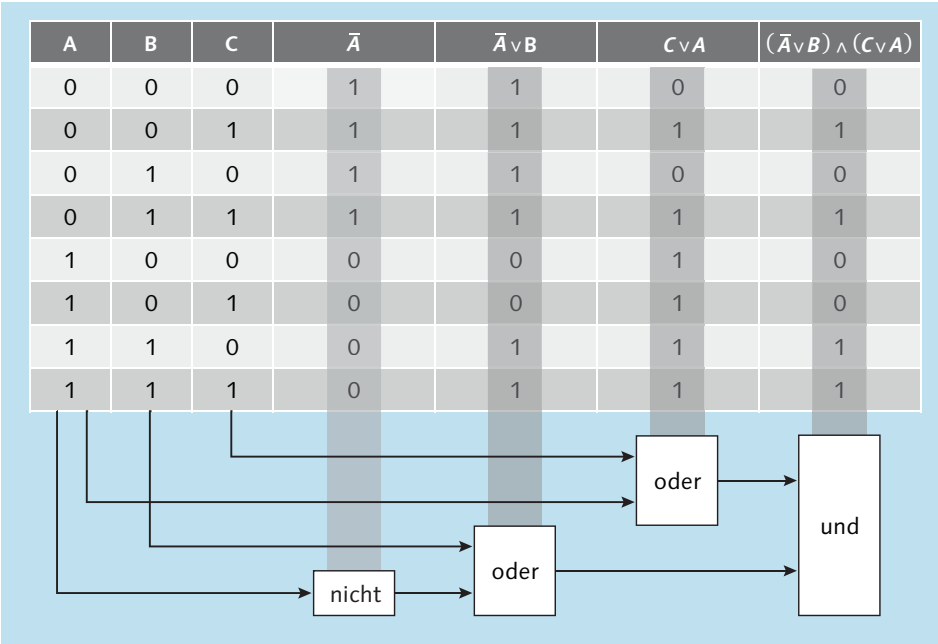 A B C A̅ A̅∨B C∨A (A̅∨B)∧(C∨A)
0 0 0 1 1 0 0
0 0 1 1 1 1 1
0 1 0 1 1 0 0
0 1 1 1 1 1 1
1 0 0 0 0 1 0
1 0 1 0 0 1 0
1 1 0 0 1 1 1
1 1 1 0 1 1 1
oder
und
oder
nicht